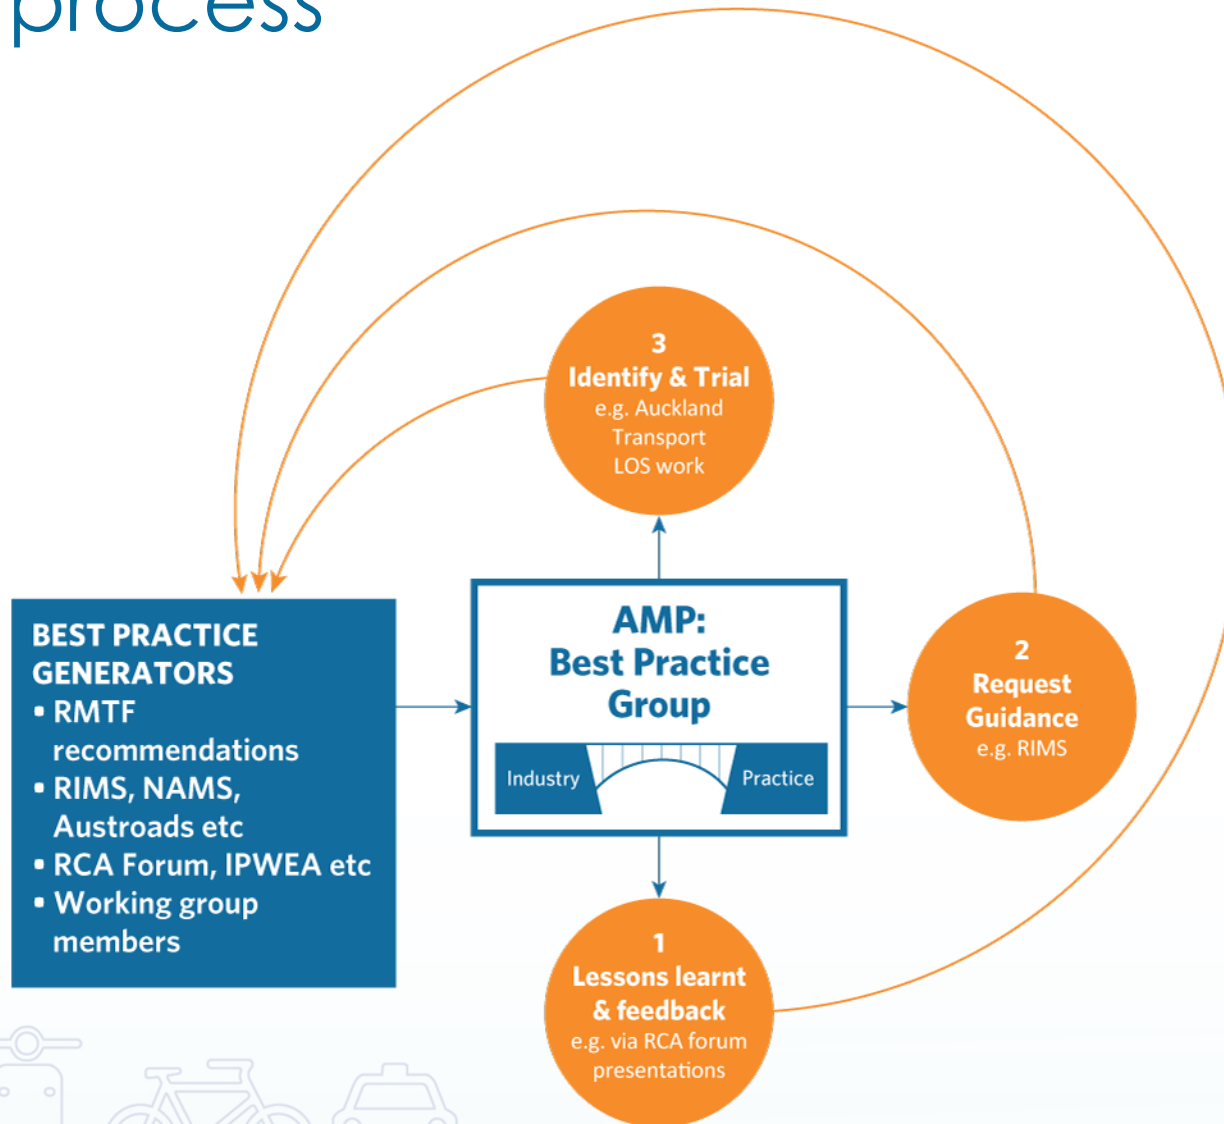 process
3
Identify & Trial
e.g. Auckland
Transport
LOS work
BEST PRACTICE
GENERATORS
▪ RMTF
recommendations
▪ RIMS, NAMS,
Austroads etc
▪ RCA Forum, IPWEA etc
▪ Working group
members
AMP:
Best Practice
Group
Industry
Practice
2
Request
Guidance
e.g. RIMS
1
Lessons learnt
& feedback
e.g. via RCA forum
presentations